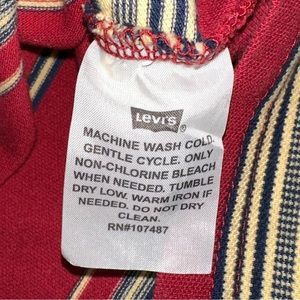 Levi's®
MACHINE WASH COLD.
GENTLE CYCLE. ONLY
NON-CHLORINE BLEACH
WHEN NEEDED. TUMBLE
DRY LOW. WARM IRON IF
NEEDED. DO NOT DRY
CLEAN.
RN#107487